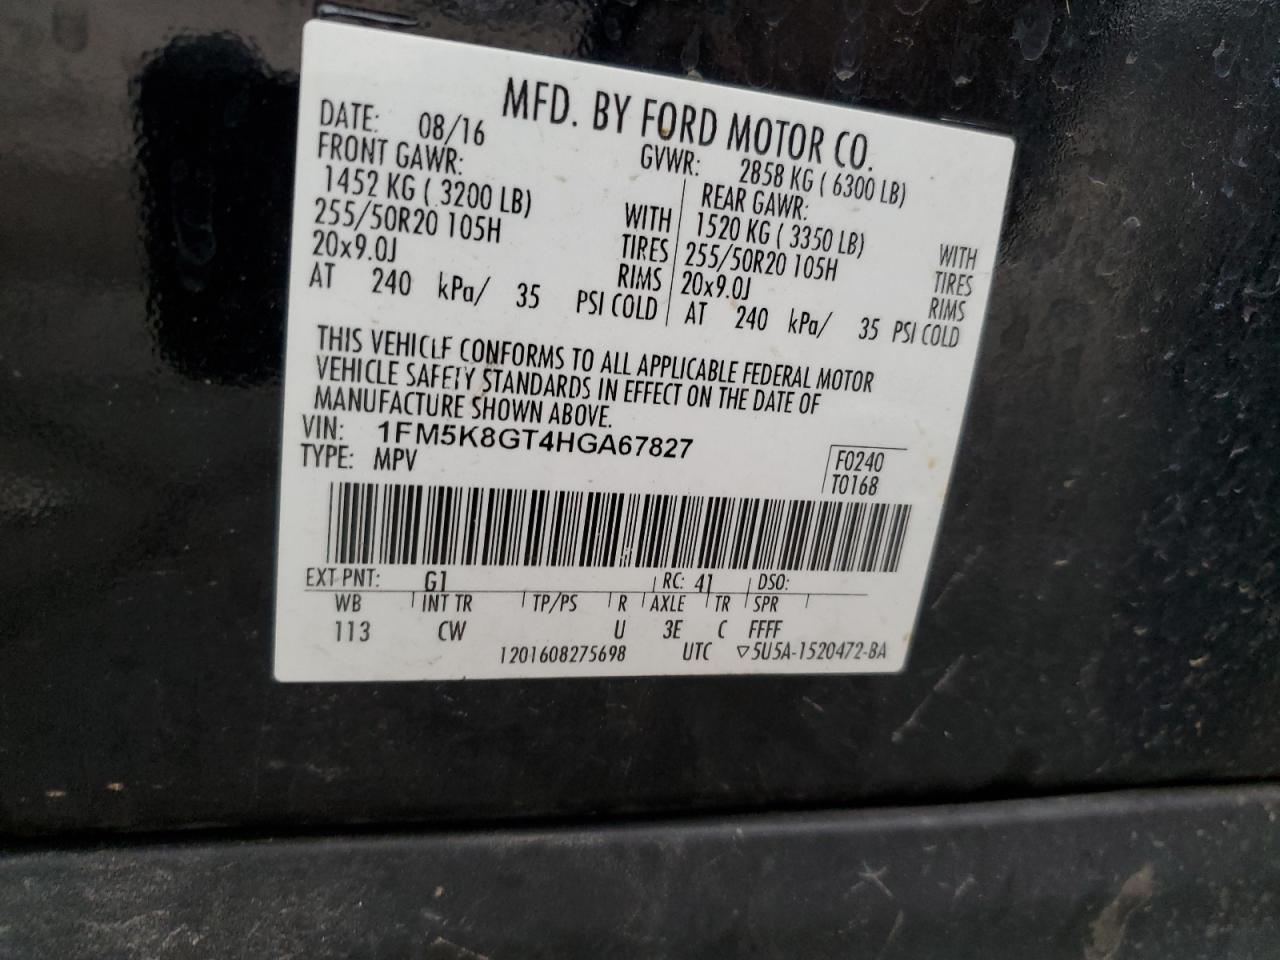 MFD. BY FORD MOTOR CO.
DATE: 08/16 GVWR: 2858 KG ( 6300 LB)
FRONT GAWR: REAR GAWR:
1452 KG ( 3200 LB) WITH 1520 KG ( 3350 LB) WITH
255/50R20 105H TIRES 255/50R20 105H TIRES
20x9.0J RIMS 20x9.0J RIMS
AT 240 kPa/ 35 PSI COLD AT 240 kPa/ 35 PSI COLD
THIS VEHICLE CONFORMS TO ALL APPLICABLE FEDERAL MOTOR
VEHICLE SAFETY STANDARDS IN EFFECT ON THE DATE OF
MANUFACTURE SHOWN ABOVE.
VIN: 1FM5K8GT4HGA67827
TYPE: MPV
F0240
T0168
EXT PNT: G1 RC: 41 DSO:
WB INT TR TP/PS R AXLE TR SPR
113 CW U 3E C FFFF
1201608275698 UTC ▽5U5A-1520472-BA